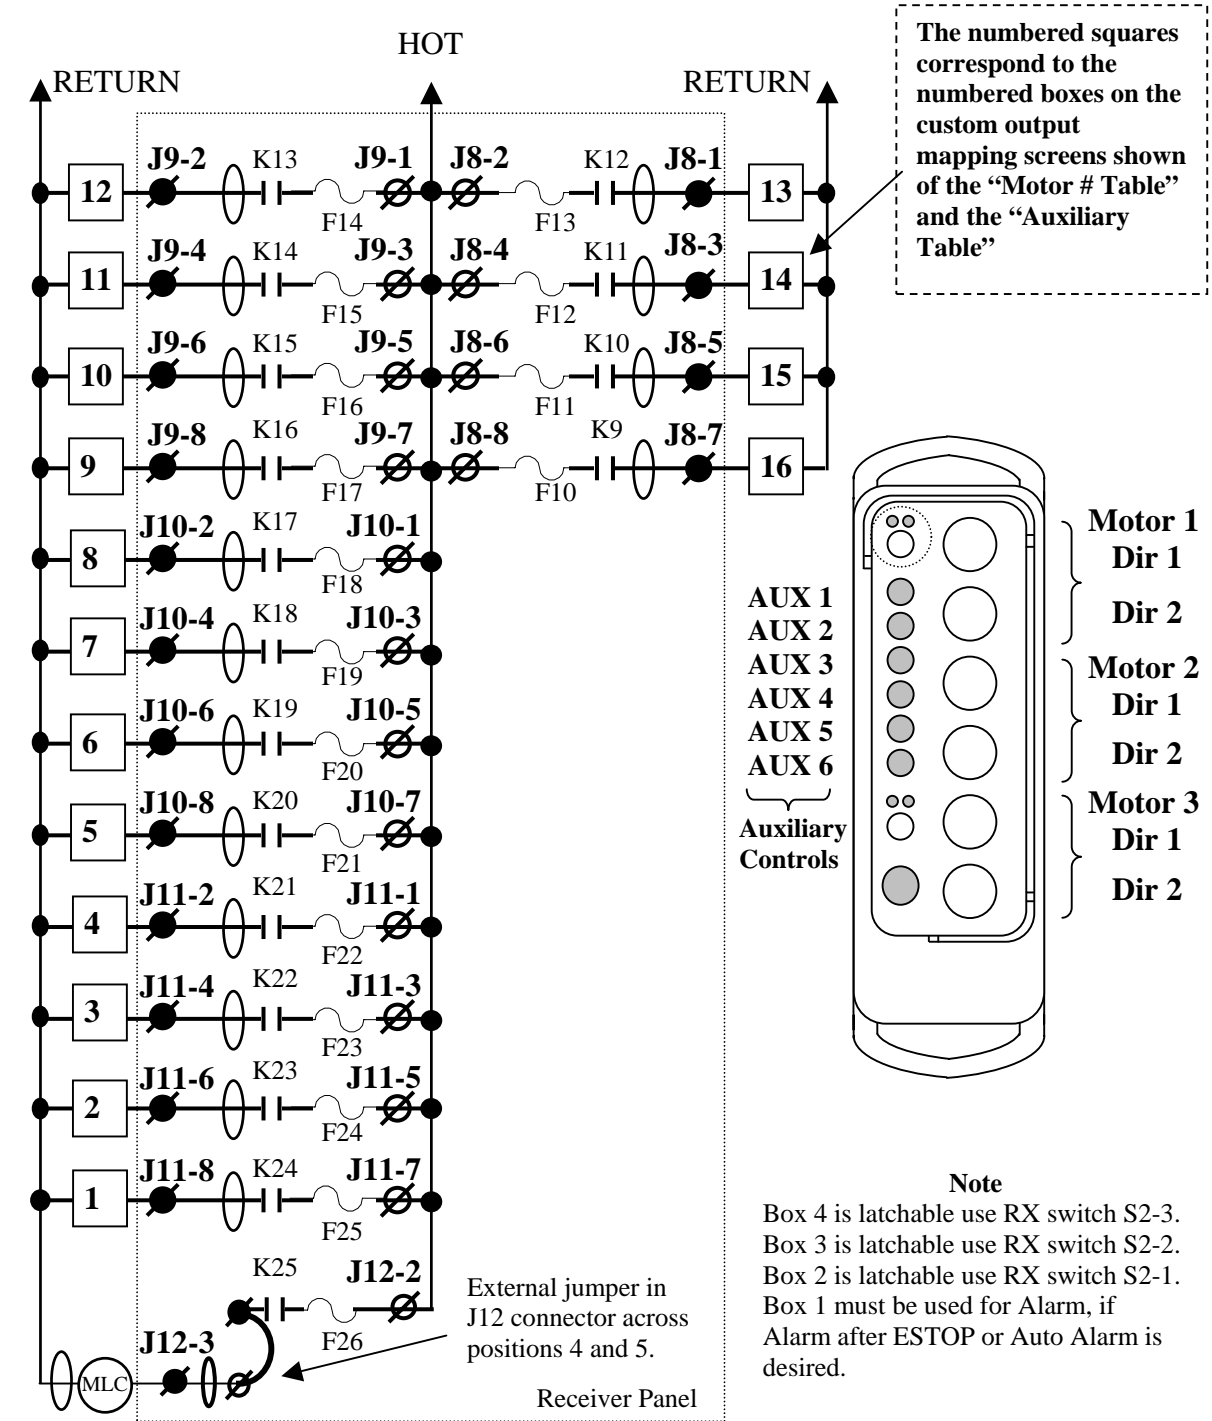 HOT
RETURN
RETURN
The numbered squares
correspond to the
numbered boxes on the
custom output
mapping screens shown
of the “Motor # Table”
and the “Auxiliary
Table”
12 J9-2 K13 F14 J9-1 J8-2 F13 K12 J8-1 13
11 J9-4 K14 F15 J9-3 J8-4 F12 K11 J8-3 14
10 J9-6 K15 F16 J9-5 J8-6 F11 K10 J8-5 15
9 J9-8 K16 F17 J9-7 J8-8 F10 K9 J8-7 16
8 J10-2 K17 F18 J10-1
7 J10-4 K18 F19 J10-3
6 J10-6 K19 F20 J10-5
5 J10-8 K20 F21 J10-7
4 J11-2 K21 F22 J11-1
3 J11-4 K22 F23 J11-3
2 J11-6 K23 F24 J11-5
1 J11-8 K24 F25 J11-7
K25 F26 J12-2
J12-3
MLC
External jumper in
J12 connector across
positions 4 and 5.
Receiver Panel
AUX 1
AUX 2
AUX 3
AUX 4
AUX 5
AUX 6
Auxiliary
Controls
Motor 1
Dir 1
Dir 2
Motor 2
Dir 1
Dir 2
Motor 3
Dir 1
Dir 2
Note
Box 4 is latchable use RX switch S2-3.
Box 3 is latchable use RX switch S2-2.
Box 2 is latchable use RX switch S2-1.
Box 1 must be used for Alarm, if
Alarm after ESTOP or Auto Alarm is
desired.